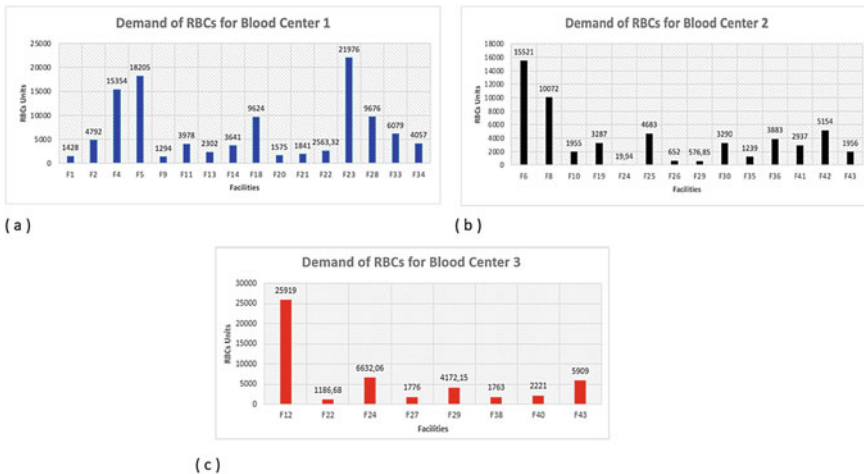 Demand of RBCs for Blood Center 1
RBCs Units
25000
20000
15000
10000
5000
0
1428 4792 15354 18205 1294 3978 2302 3641 9624 1575 1841 2563,32 21976 9676 6079 4057
F1 F2 F4 F5 F9 F11 F13 F14 F18 F20 F21 F22 F23 F28 F33 F34
Facilities
( a )
Demand of RBCs for Blood Center 2
RBCs Units
18000
16000
14000
12000
10000
8000
6000
4000
2000
0
15521 10072 1955 3287 19,94 4683 652 576,85 3290 1239 3883 2937 5154 1956
F6 F8 F10 F19 F24 F25 F26 F29 F30 F35 F36 F41 F42 F43
Facilities
( b )
Demand of RBCs for Blood Center 3
RBCs Units
30000
25000
20000
15000
10000
5000
0
25919 1186,68 6632,06 1776 4172,15 1763 2221 5909
F12 F22 F24 F27 F29 F38 F40 F43
Facilities
( c )